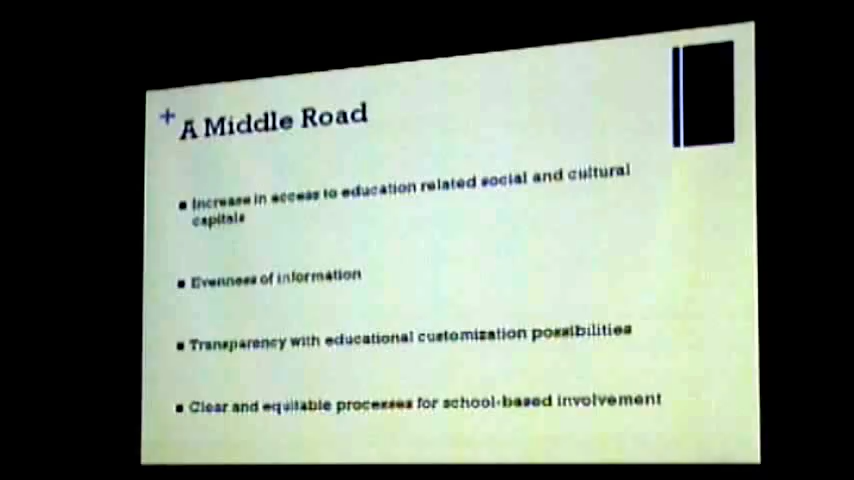 + A Middle Road
■ Increase in access to education related social and cultural
capitals
■ Evenness of information
■ Transparency with educational customization possibilities
■ Clear and equitable processes for school-based involvement